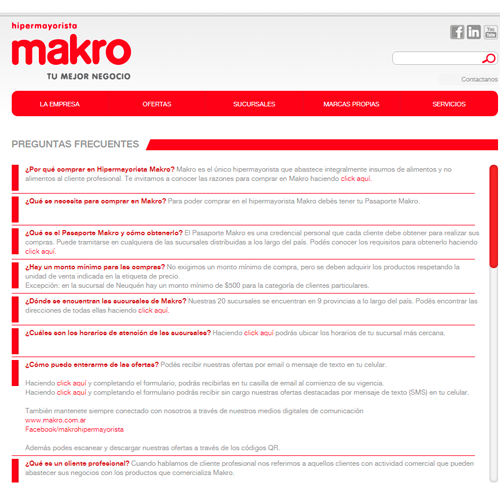 hipermayorista
makro
TU MEJOR NEGOCIO
You
Tube
Contactanos
LA EMPRESA OFERTAS SUCURSALES MARCAS PROPIAS SERVICIOS
PREGUNTAS FRECUENTES
¿Por qué comprar en Hipermayorista Makro? Makro es el único hipermayorista que abastece integralmente insumos de alimentos y no
alimentos al cliente profesional. Te invitamos a conocer las razones para comprar en Makro haciendo click aquí.
¿Qué se necesita para comprar en Makro? Para poder comprar en el hipermayorista Makro debés tener tu Pasaporte Makro.
¿Qué es el Pasaporte Makro y cómo obtenerlo? El Pasaporte Makro es una credencial personal que cada cliente debe obtener para realizar sus
compras. Puede tramitarse en cualquiera de las sucursales distribuidas a los largo del país. Podés conocer los requisitos para obtenerlo haciendo
click aquí.
¿Hay un monto mínimo para las compras? No exigimos un monto mínimo de compra, pero se deben adquirir los productos respetando la
unidad de venta indicada en la etiqueta de precio.
Excepción: en la sucursal de Neuquén hay un monto mínimo de $500 para la categoría de clientes particulares.
¿Dónde se encuentran las sucursales de Makro? Nuestras 20 sucursales se encuentran en 9 provincias a lo largo del país. Podés encontrar las
direcciones de todas ellas haciendo click aquí.
¿Cuáles son los horarios de atención de las sucursales? Haciendo click aquí podrás ubicar los horarios de tu sucursal más cercana.
¿Cómo puedo enterarme de las ofertas? Podés recibir nuestras ofertas por email o mensaje de texto en tu celular.
Haciendo click aquí y completando el formulario, podrás recibirlas en tu casilla de email al comienzo de su vigencia.
Haciendo click aquí y completando el formulario podrás recibir sin cargo nuestras ofertas destacadas por mensaje de texto (SMS) en tu celular.
También mantenete siempre conectado con nosotros a través de nuestros medios digitales de comunicación
www.makro.com.ar
Facebook/makrohipermayorista
Además podes escanear y descargar nuestras ofertas a través de los códigos QR.
¿Qué es un cliente profesional? Cuando hablamos de cliente profesional nos referimos a aquellos clientes con actividad comercial que pueden
abastecer sus negocios con los productos que comercializa Makro.